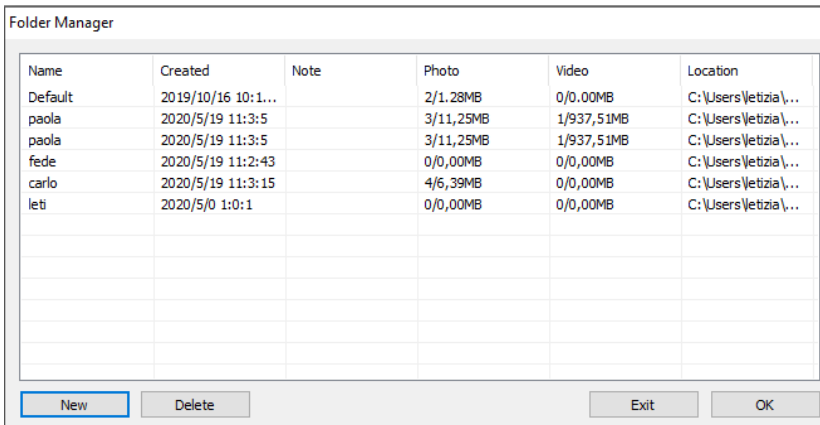 Folder Manager
Name Created Note Photo Video Location
Default 2019/10/16 10:1... 2/1.28MB 0/0.00MB C:\Users\letizia\...
paola 2020/5/19 11:3:5 3/11,25MB 1/937,51MB C:\Users\letizia\...
paola 2020/5/19 11:3:5 3/11,25MB 1/937,51MB C:\Users\letizia\...
fede 2020/5/19 11:2:43 0/0,00MB 0/0,00MB C:\Users\letizia\...
carlo 2020/5/19 11:3:15 4/6,39MB 0/0,00MB C:\Users\letizia\...
leti 2020/5/0 1:0:1 0/0,00MB 0/0,00MB C:\Users\letizia\...
New Delete Exit OK